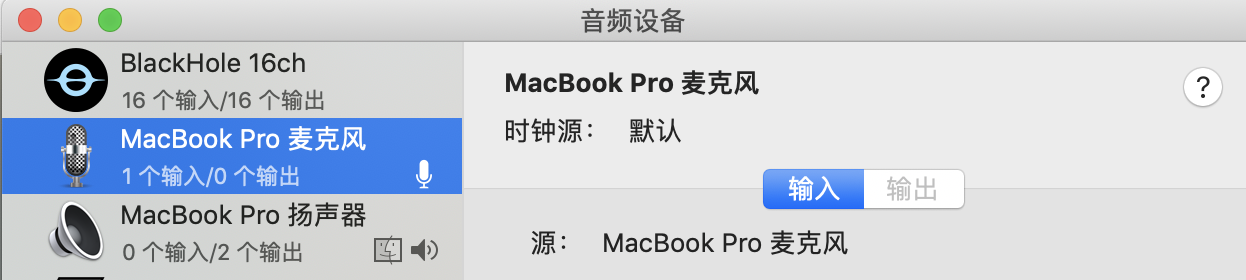 音频设备
BlackHole 16ch
16 个输入/16 个输出
MacBook Pro 麦克风
1 个输入/0 个输出
MacBook Pro 扬声器
0 个输入/2 个输出
MacBook Pro 麦克风
?
时钟源： 默认
输入 输出
源： MacBook Pro 麦克风